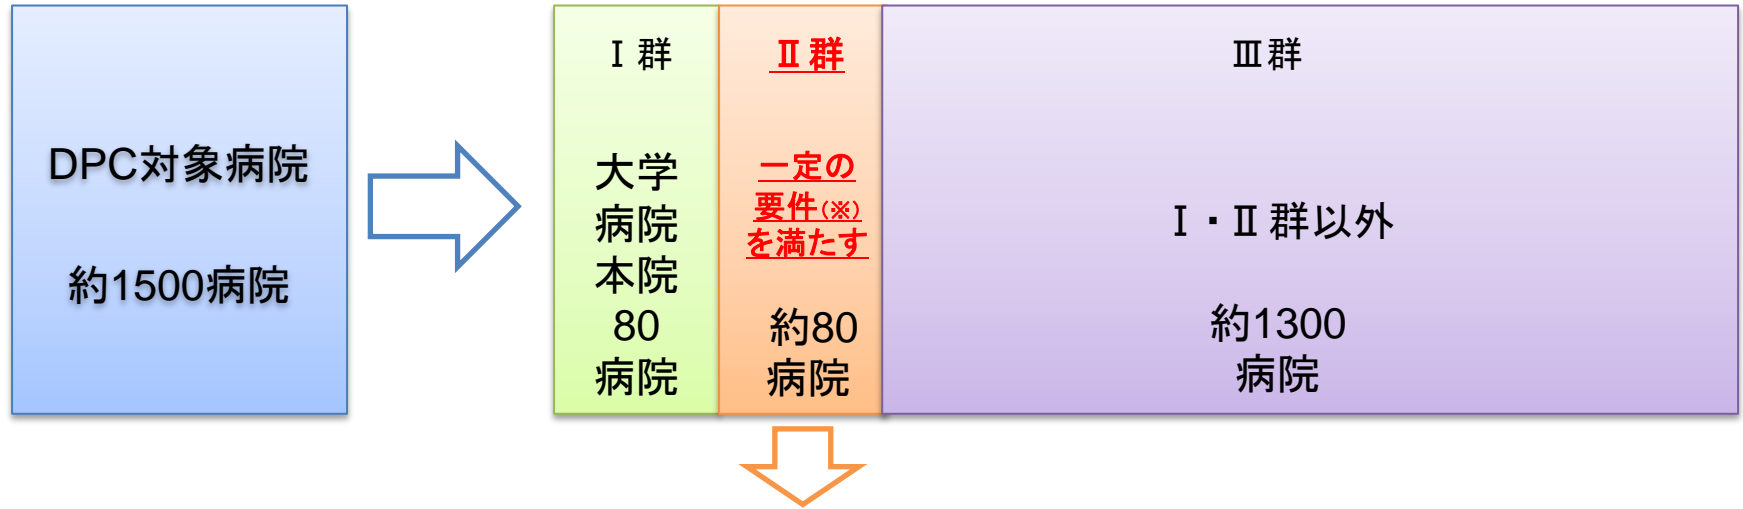 DPC対象病院
約1500病院
Ⅰ群
大学
病院
本院
80
病院
Ⅱ群
一定の
要件(※)
を満たす
約80
病院
Ⅲ群
Ⅰ・Ⅱ群以外
約1300
病院